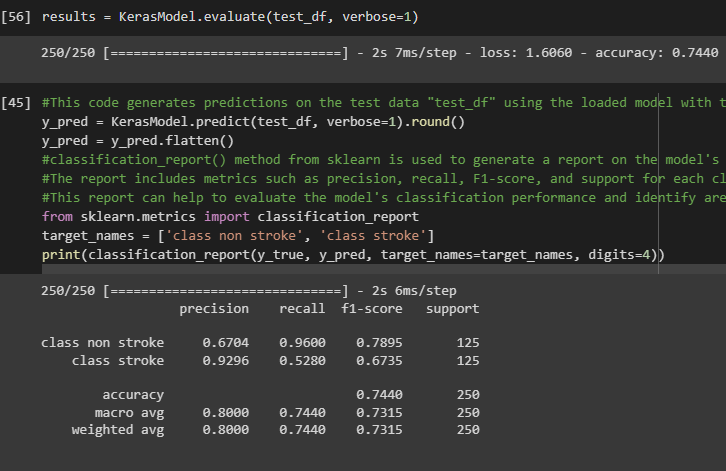 [56] results = KerasModel.evaluate(test_df, verbose=1)
250/250 [==============================] - 2s 7ms/step - loss: 1.6060 - accuracy: 0.7440
[45] #This code generates predictions on the test data "test_df" using the loaded model with t
y_pred = KerasModel.predict(test_df, verbose=1).round()
y_pred = y_pred.flatten()
#classification_report() method from sklearn is used to generate a report on the model's
#The report includes metrics such as precision, recall, F1-score, and support for each cl
#This report can help to evaluate the model's classification performance and identify are
from sklearn.metrics import classification_report
target_names = ['class non stroke', 'class stroke']
print(classification_report(y_true, y_pred, target_names=target_names, digits=4))
250/250 [==============================] - 2s 6ms/step
precision recall f1-score support
class non stroke 0.6704 0.9600 0.7895 125
class stroke 0.9296 0.5280 0.6735 125
accuracy 0.7440 250
macro avg 0.8000 0.7440 0.7315 250
weighted avg 0.8000 0.7440 0.7315 250